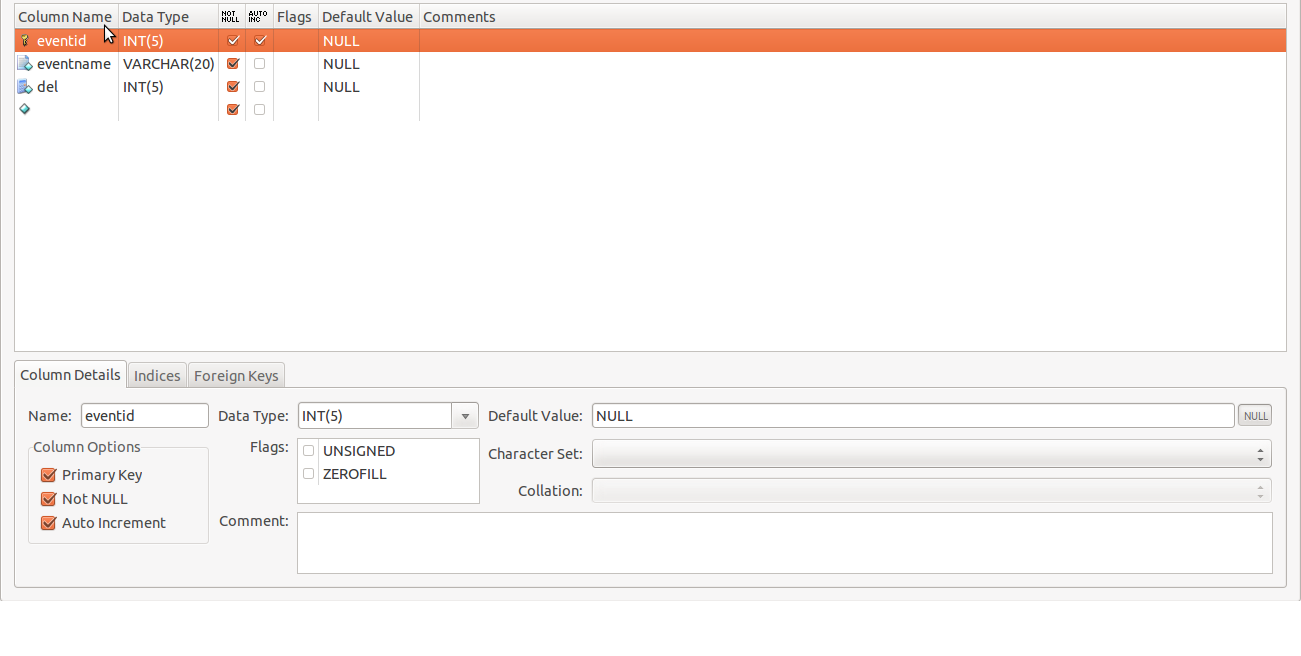 Column Name Data Type NOT NULL AUTO INC Flags Default Value Comments
eventid INT(5) NULL
eventname VARCHAR(20) NULL
del INT(5) NULL
Column Details Indices Foreign Keys
Name: eventid Data Type: INT(5) Default Value: NULL NULL
Column Options Flags: UNSIGNED Character Set:
Primary Key ZEROFILL
Not NULL Collation:
Auto Increment Comment: